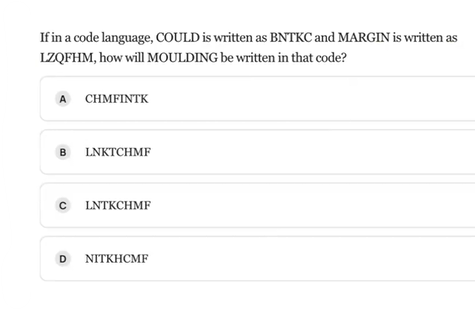 If in a code language, COULD is written as BNTKC and MARGIN is written as
LZQFHM, how will MOULDING be written in that code?
A CHMFINTK
B LNKTCHMF
C LNTKCHMF
D NITKHCMF